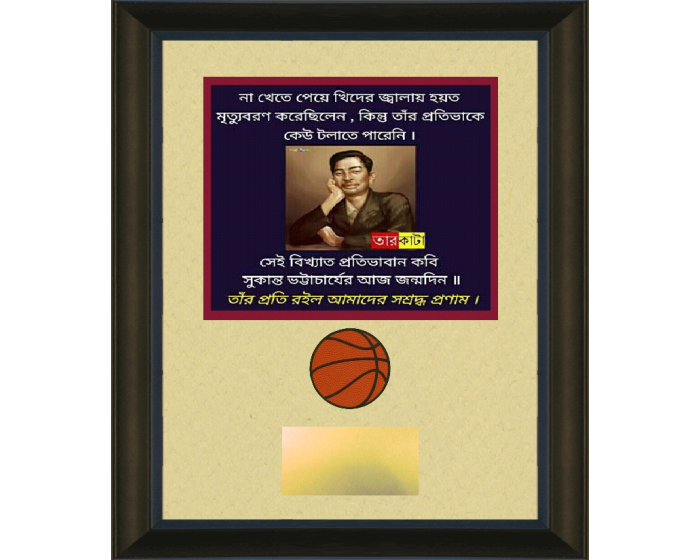 না খেতে পেয়ে খিদের জ্বালায় হয়ত
মৃত্যুবরণ করেছিলেন , কিন্তু তাঁর প্রতিভাকে
কেউ টলাতে পারেনি ।
তারকাটা
সেই বিখ্যাত প্রতিভাবান কবি
সুকান্ত ভট্টাচার্যের আজ জন্মদিন ॥
তাঁর প্রতি রইল আমাদের সশ্রদ্ধ প্রণাম ।